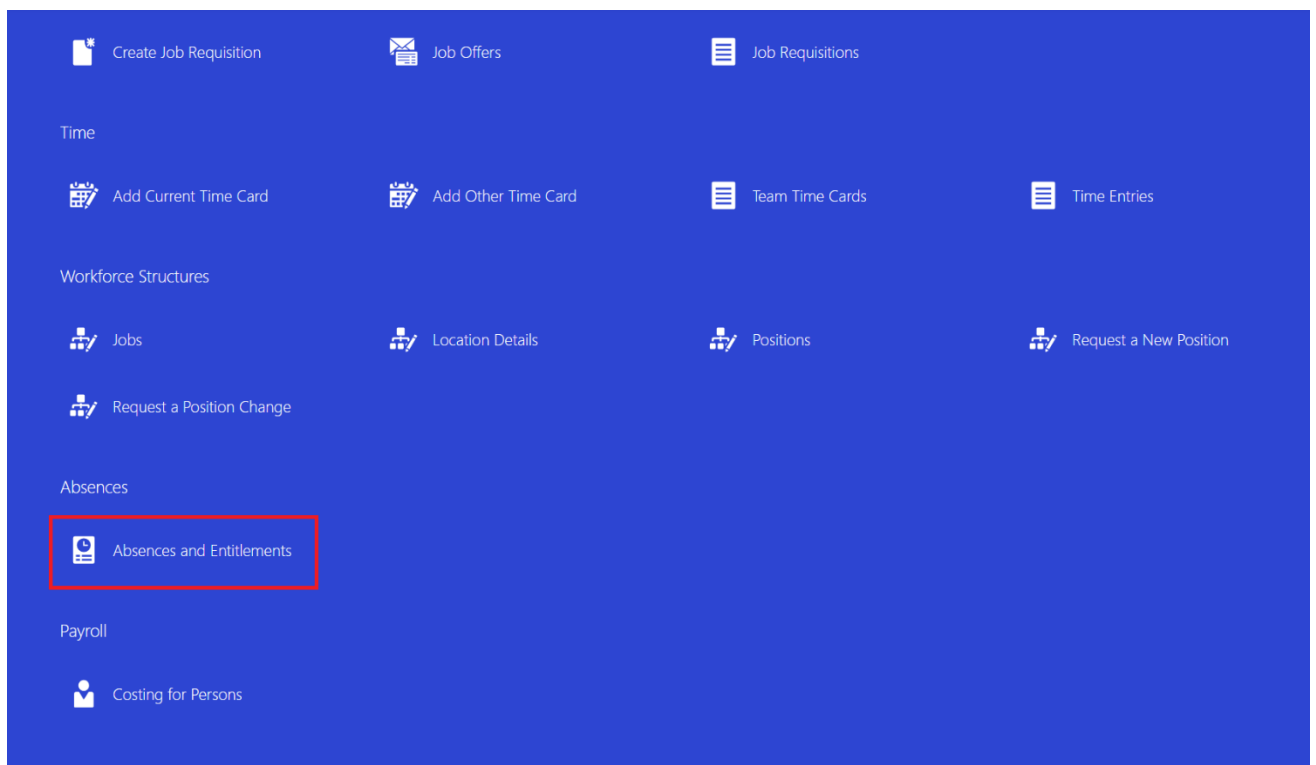 Create Job Requisition Job Offers Job Requisitions
Time
Add Current Time Card Add Other Time Card Team Time Cards Time Entries
Workforce Structures
Jobs Location Details Positions Request a New Position
Request a Position Change
Absences
Absences and Entitlements
Payroll
Costing for Persons